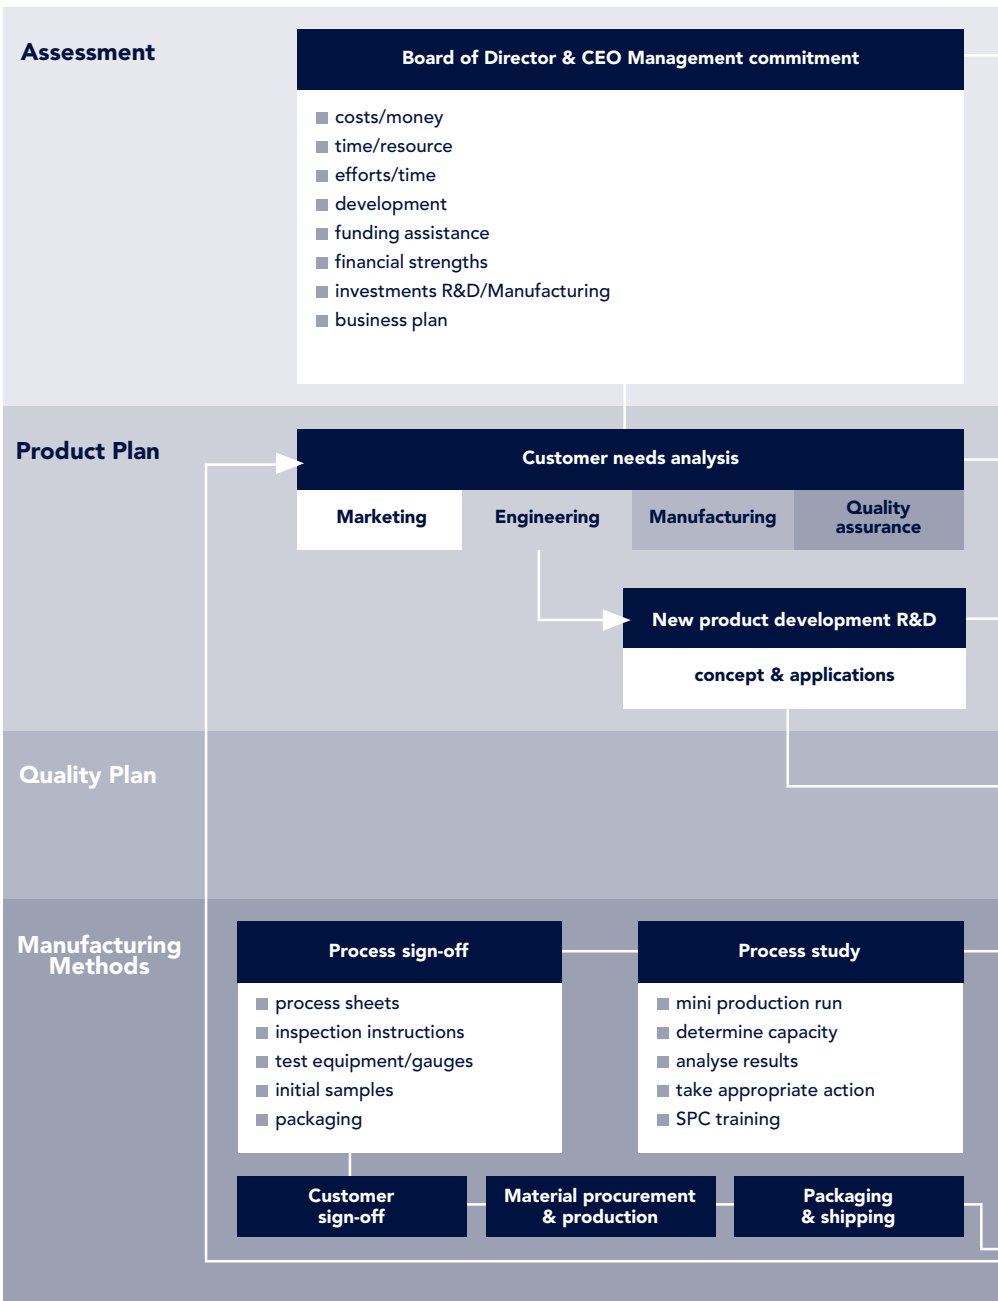 Assessment
Board of Director & CEO Management commitment
costs/money
time/resource
efforts/time
development
funding assistance
financial strengths
investments R&D/Manufacturing
business plan
Product Plan
Customer needs analysis
Marketing
Engineering
Manufacturing
Quality
assurance
New product development R&D
concept & applications
Quality Plan
Manufacturing
Methods
Process sign-off
process sheets
inspection instructions
test equipment/gauges
initial samples
packaging
Process study
mini production run
determine capacity
analyse results
take appropriate action
SPC training
Customer
sign-off
Material procurement
& production
Packaging
& shipping